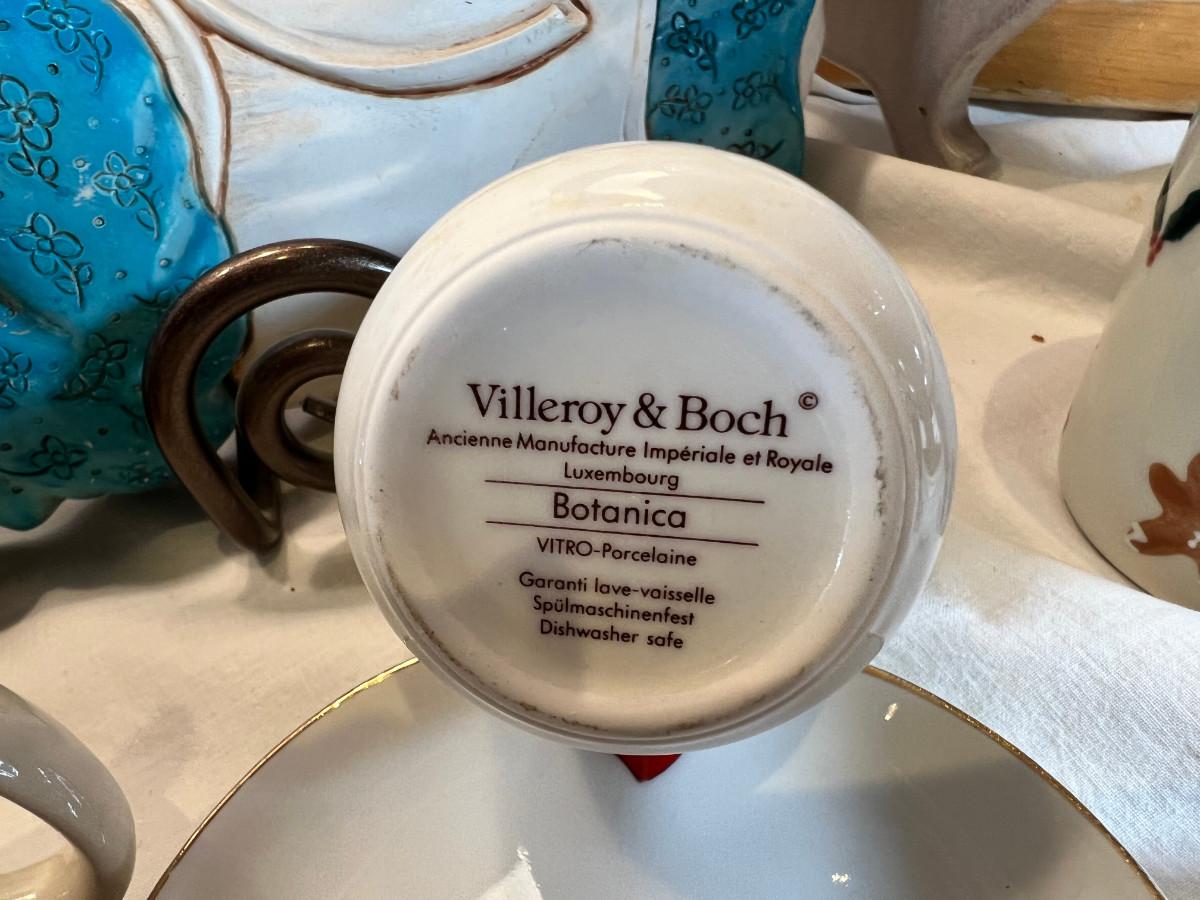 Villeroy & Boch ©
Ancienne Manufacture Impériale et Royale
Luxembourg
Botanica
VITRO-Porcelaine
Garanti lave-vaisselle
Spülmaschinenfest
Dishwasher safe